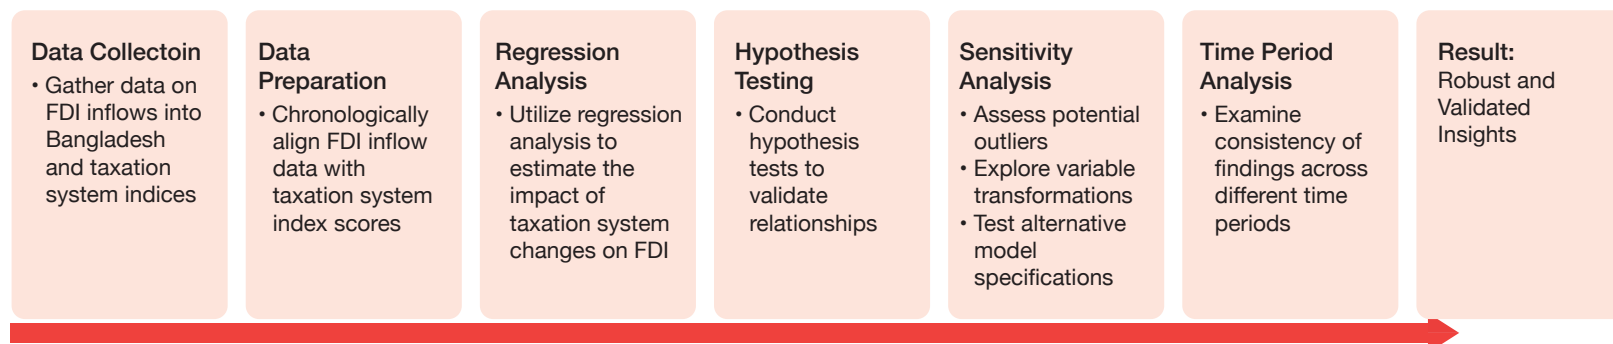 Data Collectoin
• Gather data on
FDI inflows into
Bangladesh
and taxation
system indices
Data
Preparation
• Chronologically
align FDI inflow
data with
taxation system
index scores
Regression
Analysis
• Utilize regression
analysis to
estimate the
impact of
taxation system
changes on FDI
Hypothesis
Testing
• Conduct
hypothesis
tests to
validate
relationships
Sensitivity
Analysis
• Assess potential
outliers
• Explore variable
transformations
• Test alternative
model
specifications
Time Period
Analysis
• Examine
consistency of
findings across
different time
periods
Result:
Robust and
Validated
Insights